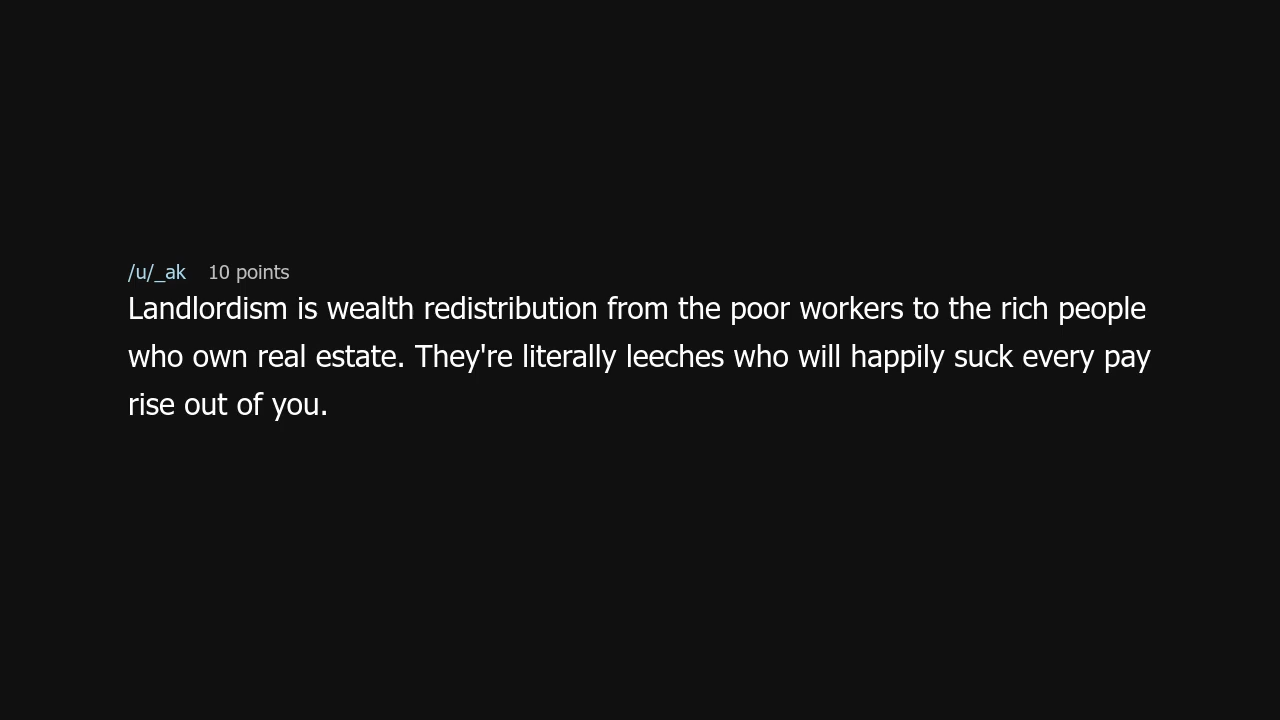 /u/_ak 10 points
Landlordism is wealth redistribution from the poor workers to the rich people
who own real estate. They're literally leeches who will happily suck every pay
rise out of you.